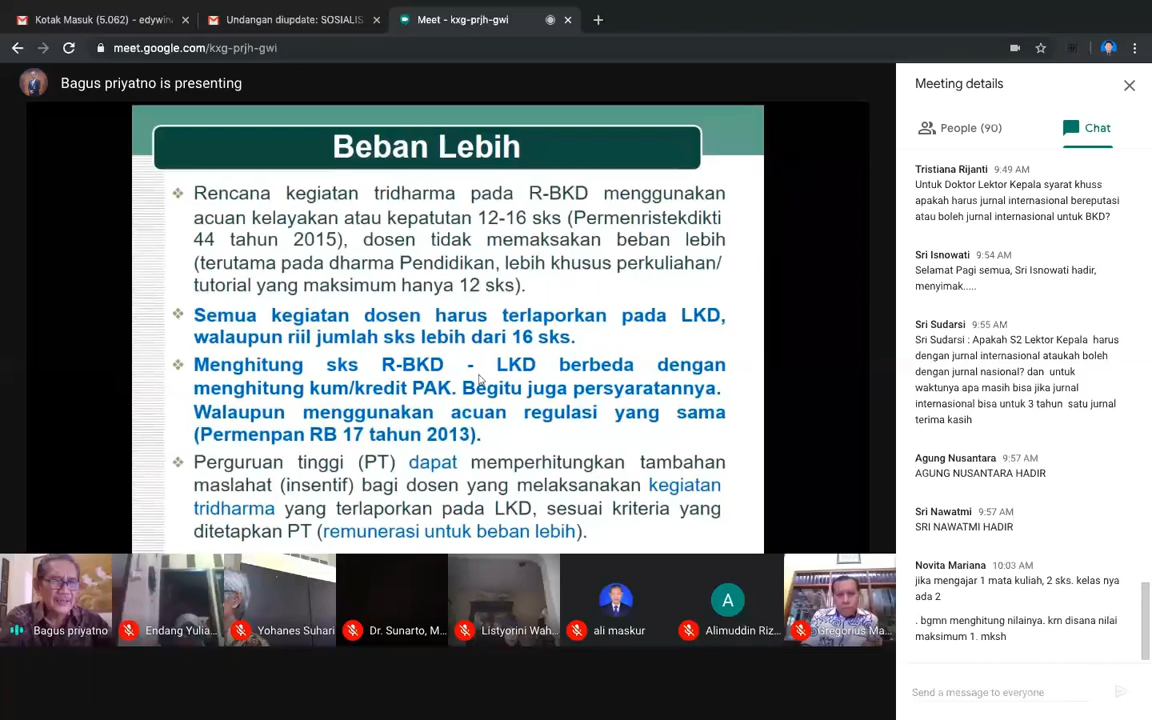 Kotak Masuk (5.062) - edywin
Undangan diupdate: SOSIALIS
Meet - kxg-prjh-gwi
meet.google.com/kxg-prjh-gwi
Bagus priyatno is presenting
Beban Lebih
Rencana kegiatan tridharma pada R-BKD menggunakan
acuan kelayakan atau kepatutan 12-16 sks (Permenristekdikti
44 tahun 2015), dosen tidak memaksakan beban lebih
(terutama pada dharma Pendidikan, lebih khusus perkuliahan/
tutorial yang maksimum hanya 12 sks).
Semua kegiatan dosen harus terlaporkan pada LKD,
walaupun riil jumlah sks lebih dari 16 sks.
Menghitung sks R-BKD - LKD berbeda dengan
menghitung kum/kredit PAK. Begitu juga persyaratannya.
Walaupun menggunakan acuan regulasi yang sama
(Permenpan RB 17 tahun 2013).
Perguruan tinggi (PT) dapat memperhitungkan tambahan
maslahat (insentif) bagi dosen yang melaksanakan kegiatan
tridharma yang terlaporkan pada LKD, sesuai kriteria yang
ditetapkan PT (remunerasi untuk beban lebih).
Bagus priyatno
Endang Yulia...
Yohanes Suhari
Dr. Sunarto, M...
Listyorini Wah...
ali maskur
A
Alimuddin Riz...
Gregorius Ma...
Meeting details
People (90)
Chat
Tristiana Rijanti 9:49 AM
Untuk Doktor Lektor Kepala syarat khuss
apakah harus jurnal internasional bereputasi
atau boleh jurnal internasional untuk BKD?
Sri Isnowati 9:54 AM
Selamat Pagi semua, Sri Isnowati hadir,
menyimak.....
Sri Sudarsi 9:55 AM
Sri Sudarsi : Apakah S2 Lektor Kepala harus
dengan jurnal internasional ataukah boleh
dengan jurnal nasional? dan untuk
waktunya apa masih bisa jika jurnal
internasional bisa untuk 3 tahun satu jurnal
terima kasih
Agung Nusantara 9:57 AM
AGUNG NUSANTARA HADIR
Sri Nawatmi 9:57 AM
SRI NAWATMI HADIR
Novita Mariana 10:03 AM
jika mengajar 1 mata kuliah, 2 sks. kelas nya
ada 2
. bgmn menghitung nilainya. krn disana nilai
maksimum 1. mksh
Send a message to everyone